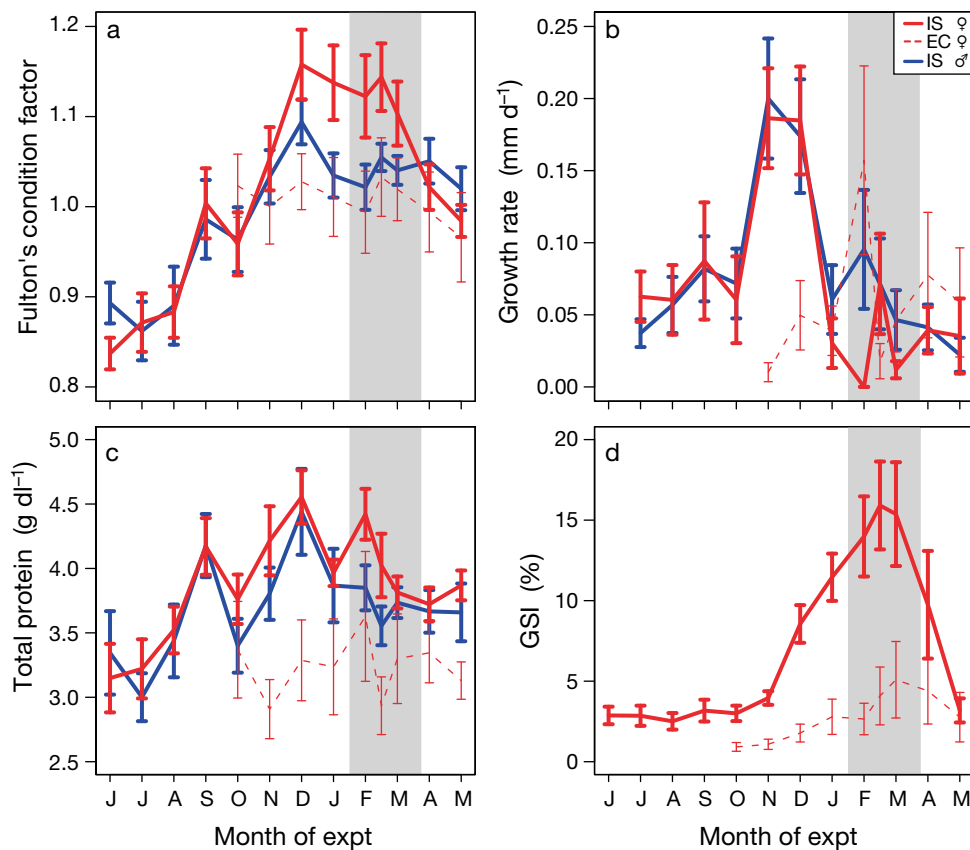 a
1.2
1.1
1.0
0.9
0.8
Fulton's condition factor
b
IS ♀
EC ♀
IS ♂
0.25
0.20
0.15
0.10
0.05
0.00
Growth rate (mm d⁻¹)
c
5.0
4.5
4.0
3.5
3.0
2.5
Total protein (g dl⁻¹)
J J A S O N D J F M A M
Month of expt
d
20
15
10
5
0
GSI (%)
J J A S O N D J F M A M
Month of expt